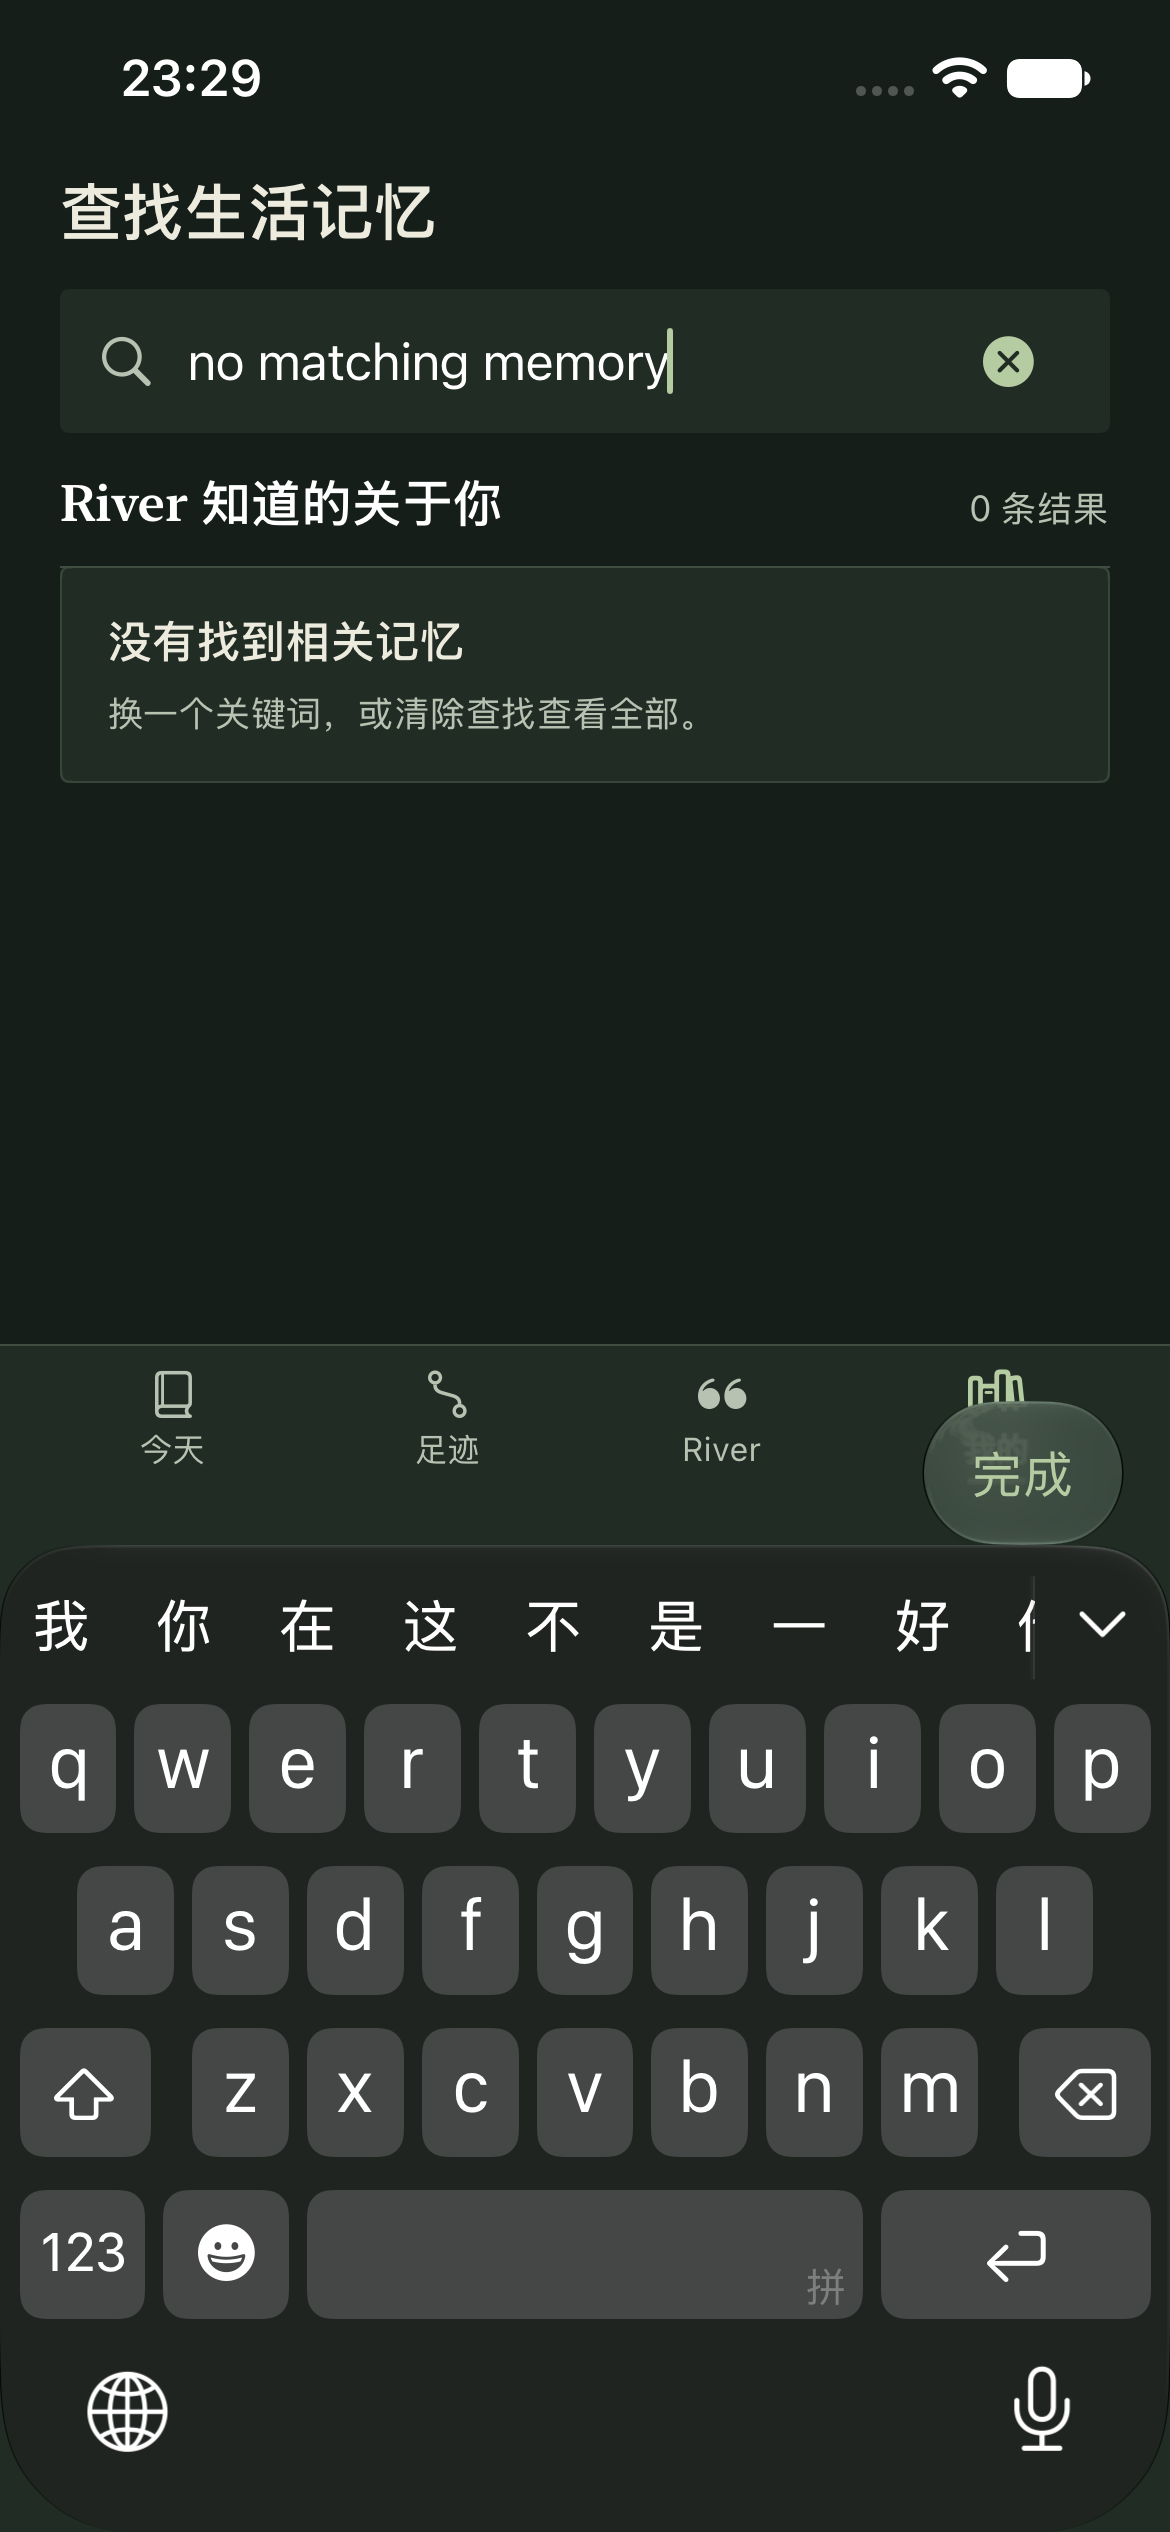 23:29
查找生活记忆
no matching memory
River 知道的关于你
0 条结果
没有找到相关记忆
换一个关键词，或清除查找查看全部。
今天
足迹
River
我的
完成
我 你 在 这 不 是 一 好
q w e r t y u i o p
a s d f g h j k l
z x c v b n m
123
拼